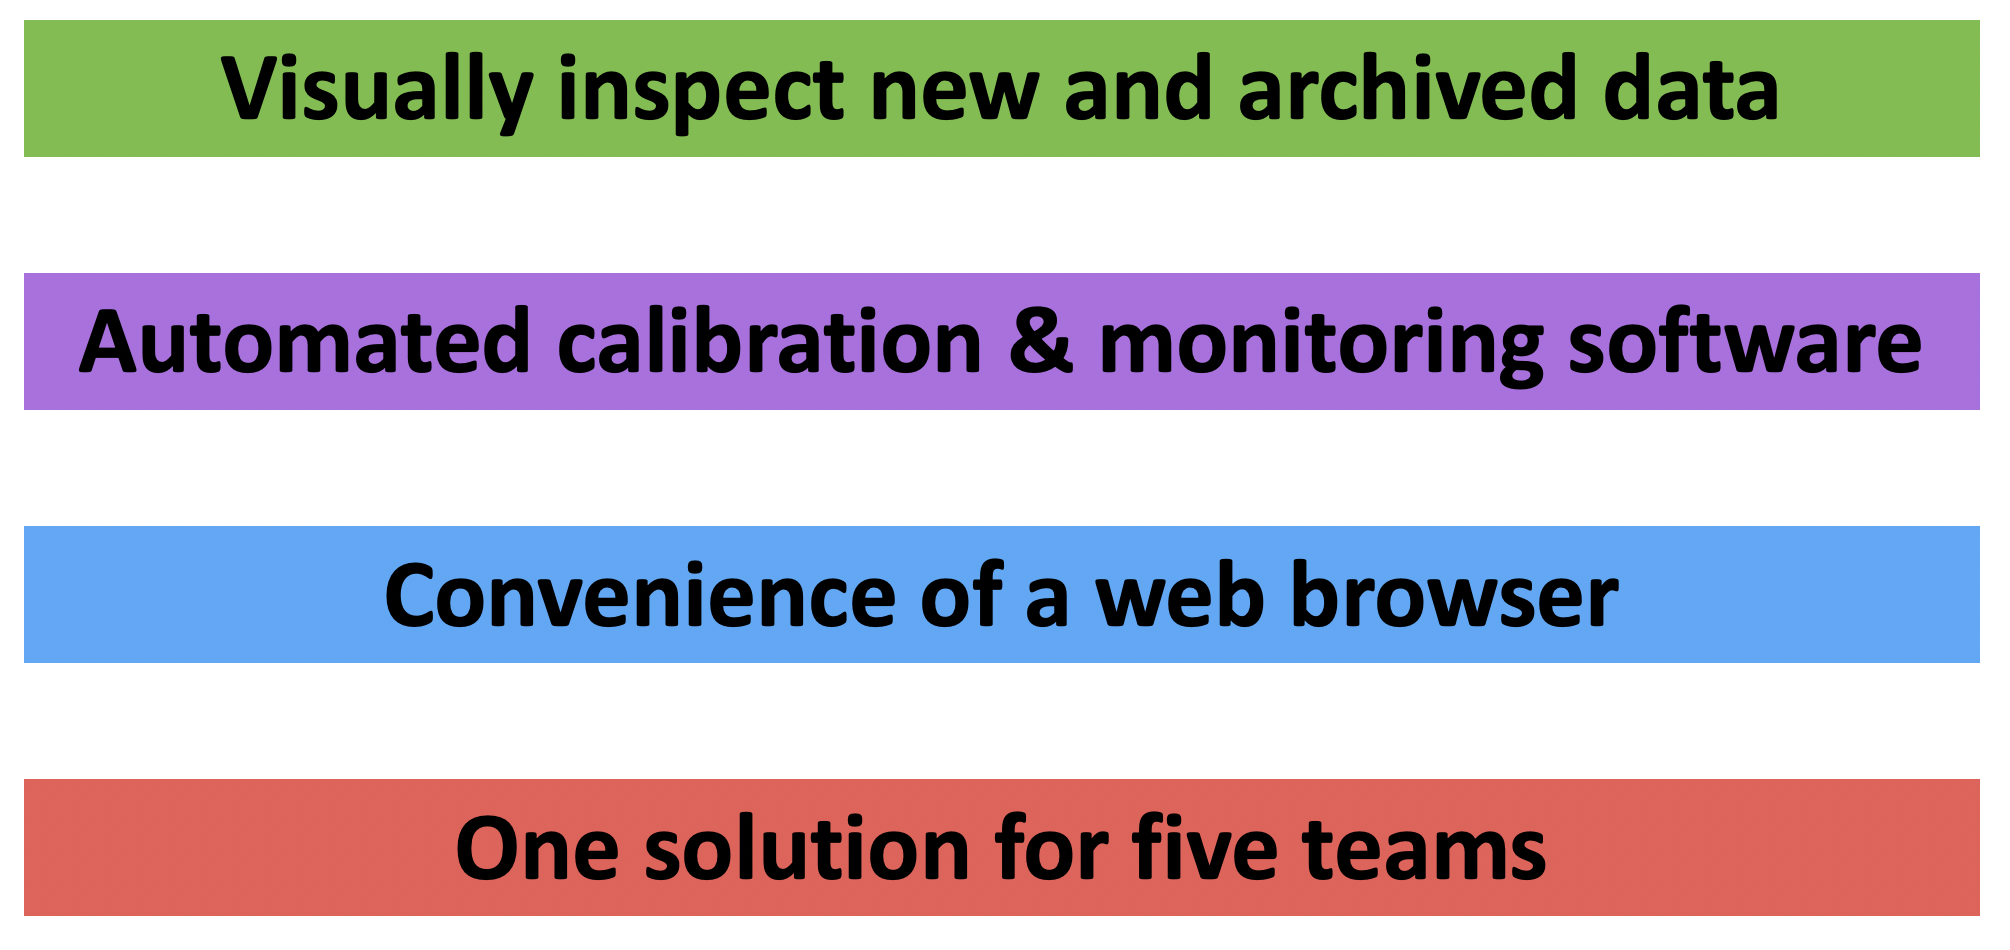 Visually inspect new and archived data
Automated calibration & monitoring software
Convenience of a web browser
One solution for five teams